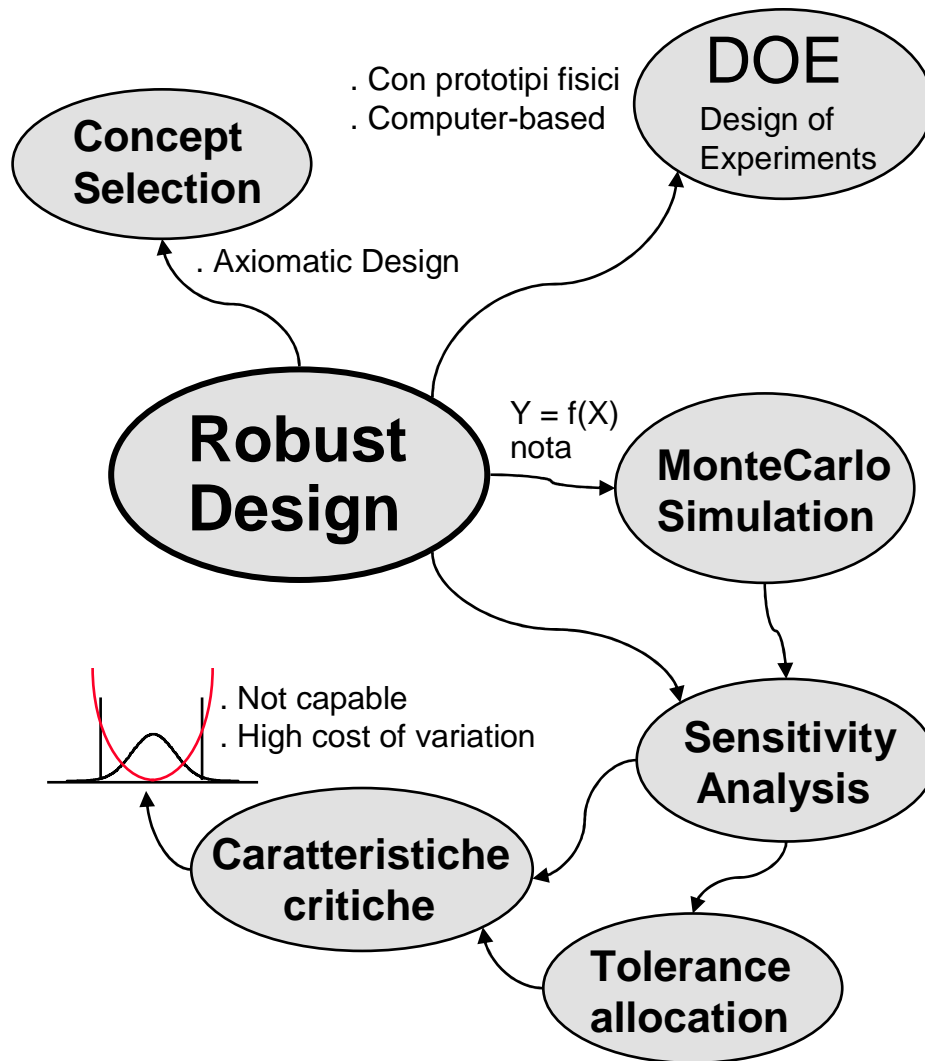 DOE
Design of
Experiments
. Con prototipi fisici
. Computer-based
Concept
Selection
. Axiomatic Design
Robust
Design
Y = f(X)
nota
MonteCarlo
Simulation
. Not capable
. High cost of variation
Sensitivity
Analysis
Caratteristiche
critiche
Tolerance
allocation